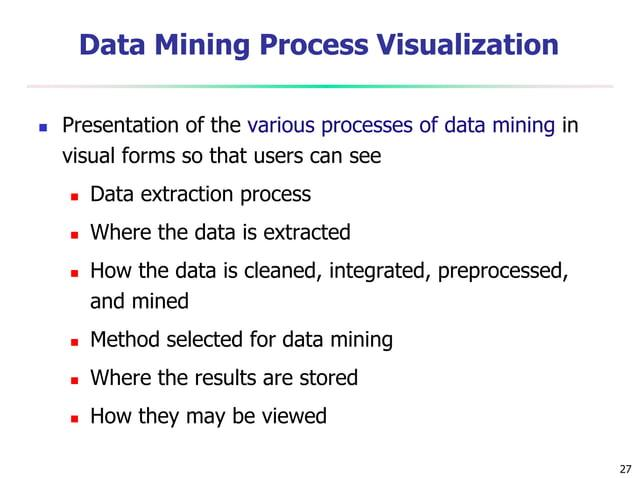 Data Mining Process Visualization
Presentation of the various processes of data mining in
visual forms so that users can see
Data extraction process
Where the data is extracted
How the data is cleaned, integrated, preprocessed,
and mined
Method selected for data mining
Where the results are stored
How they may be viewed
27